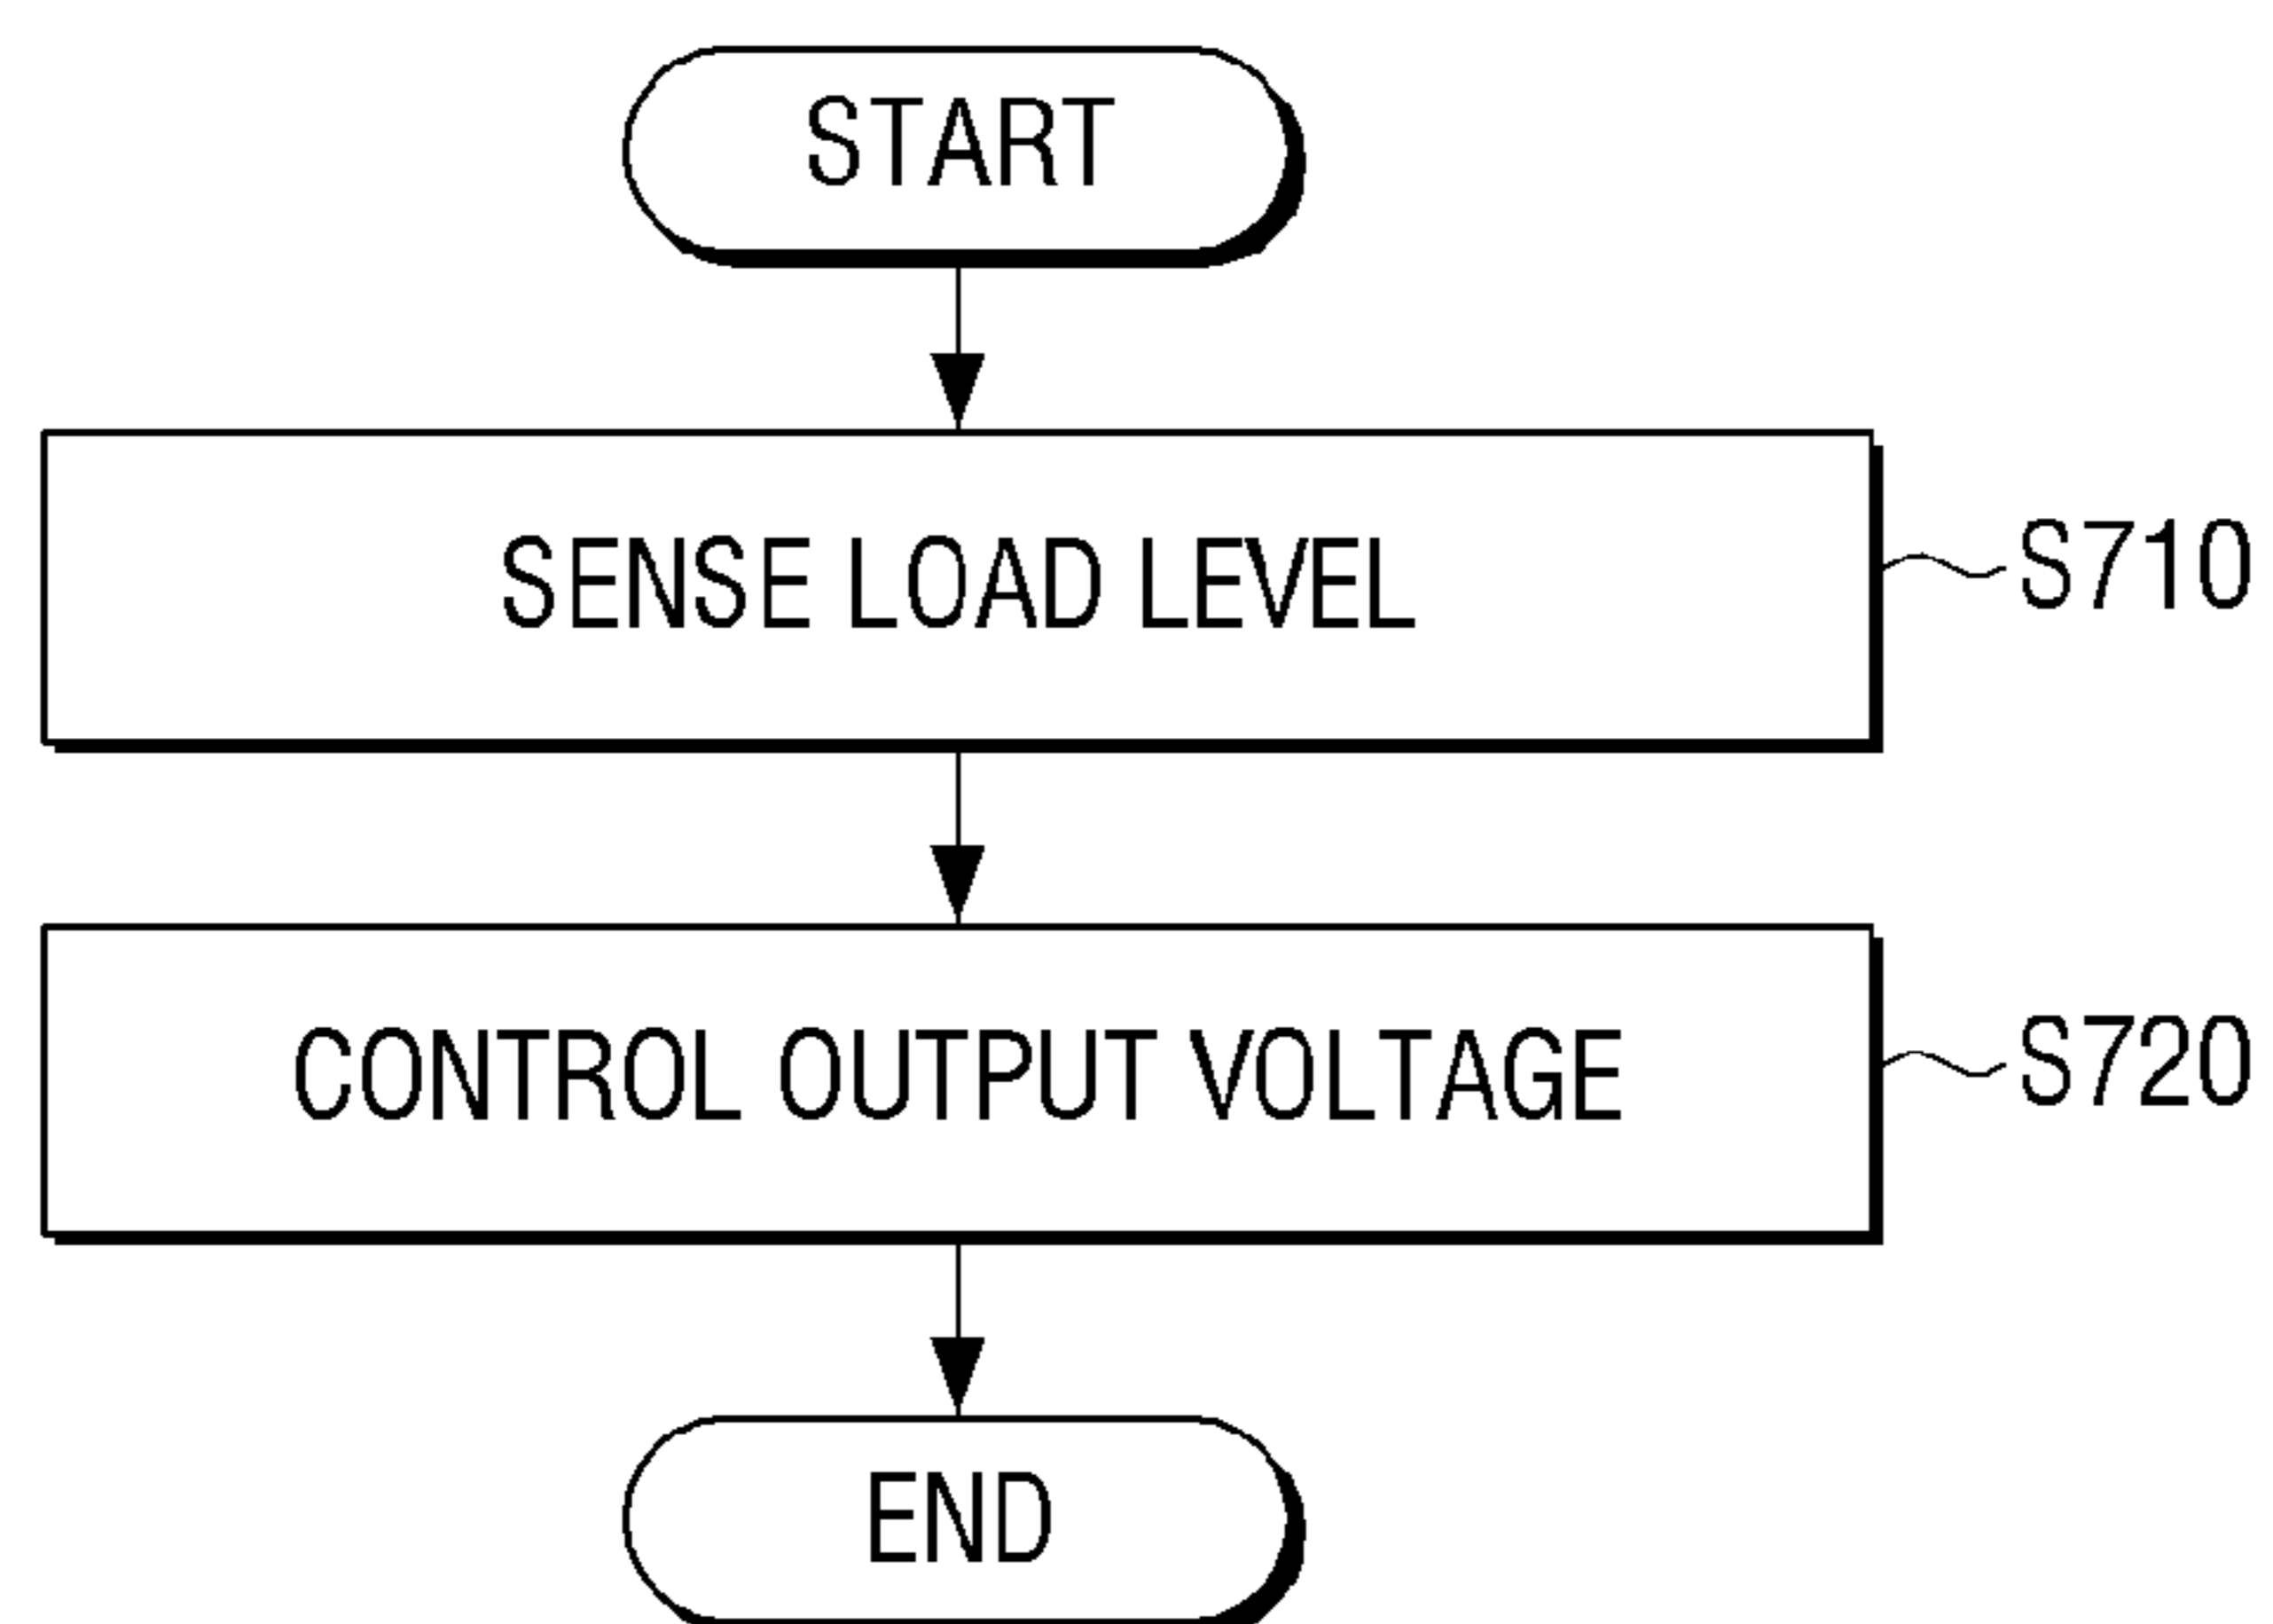 START
SENSE LOAD LEVEL
S710
CONTROL OUTPUT VOLTAGE
S720
END